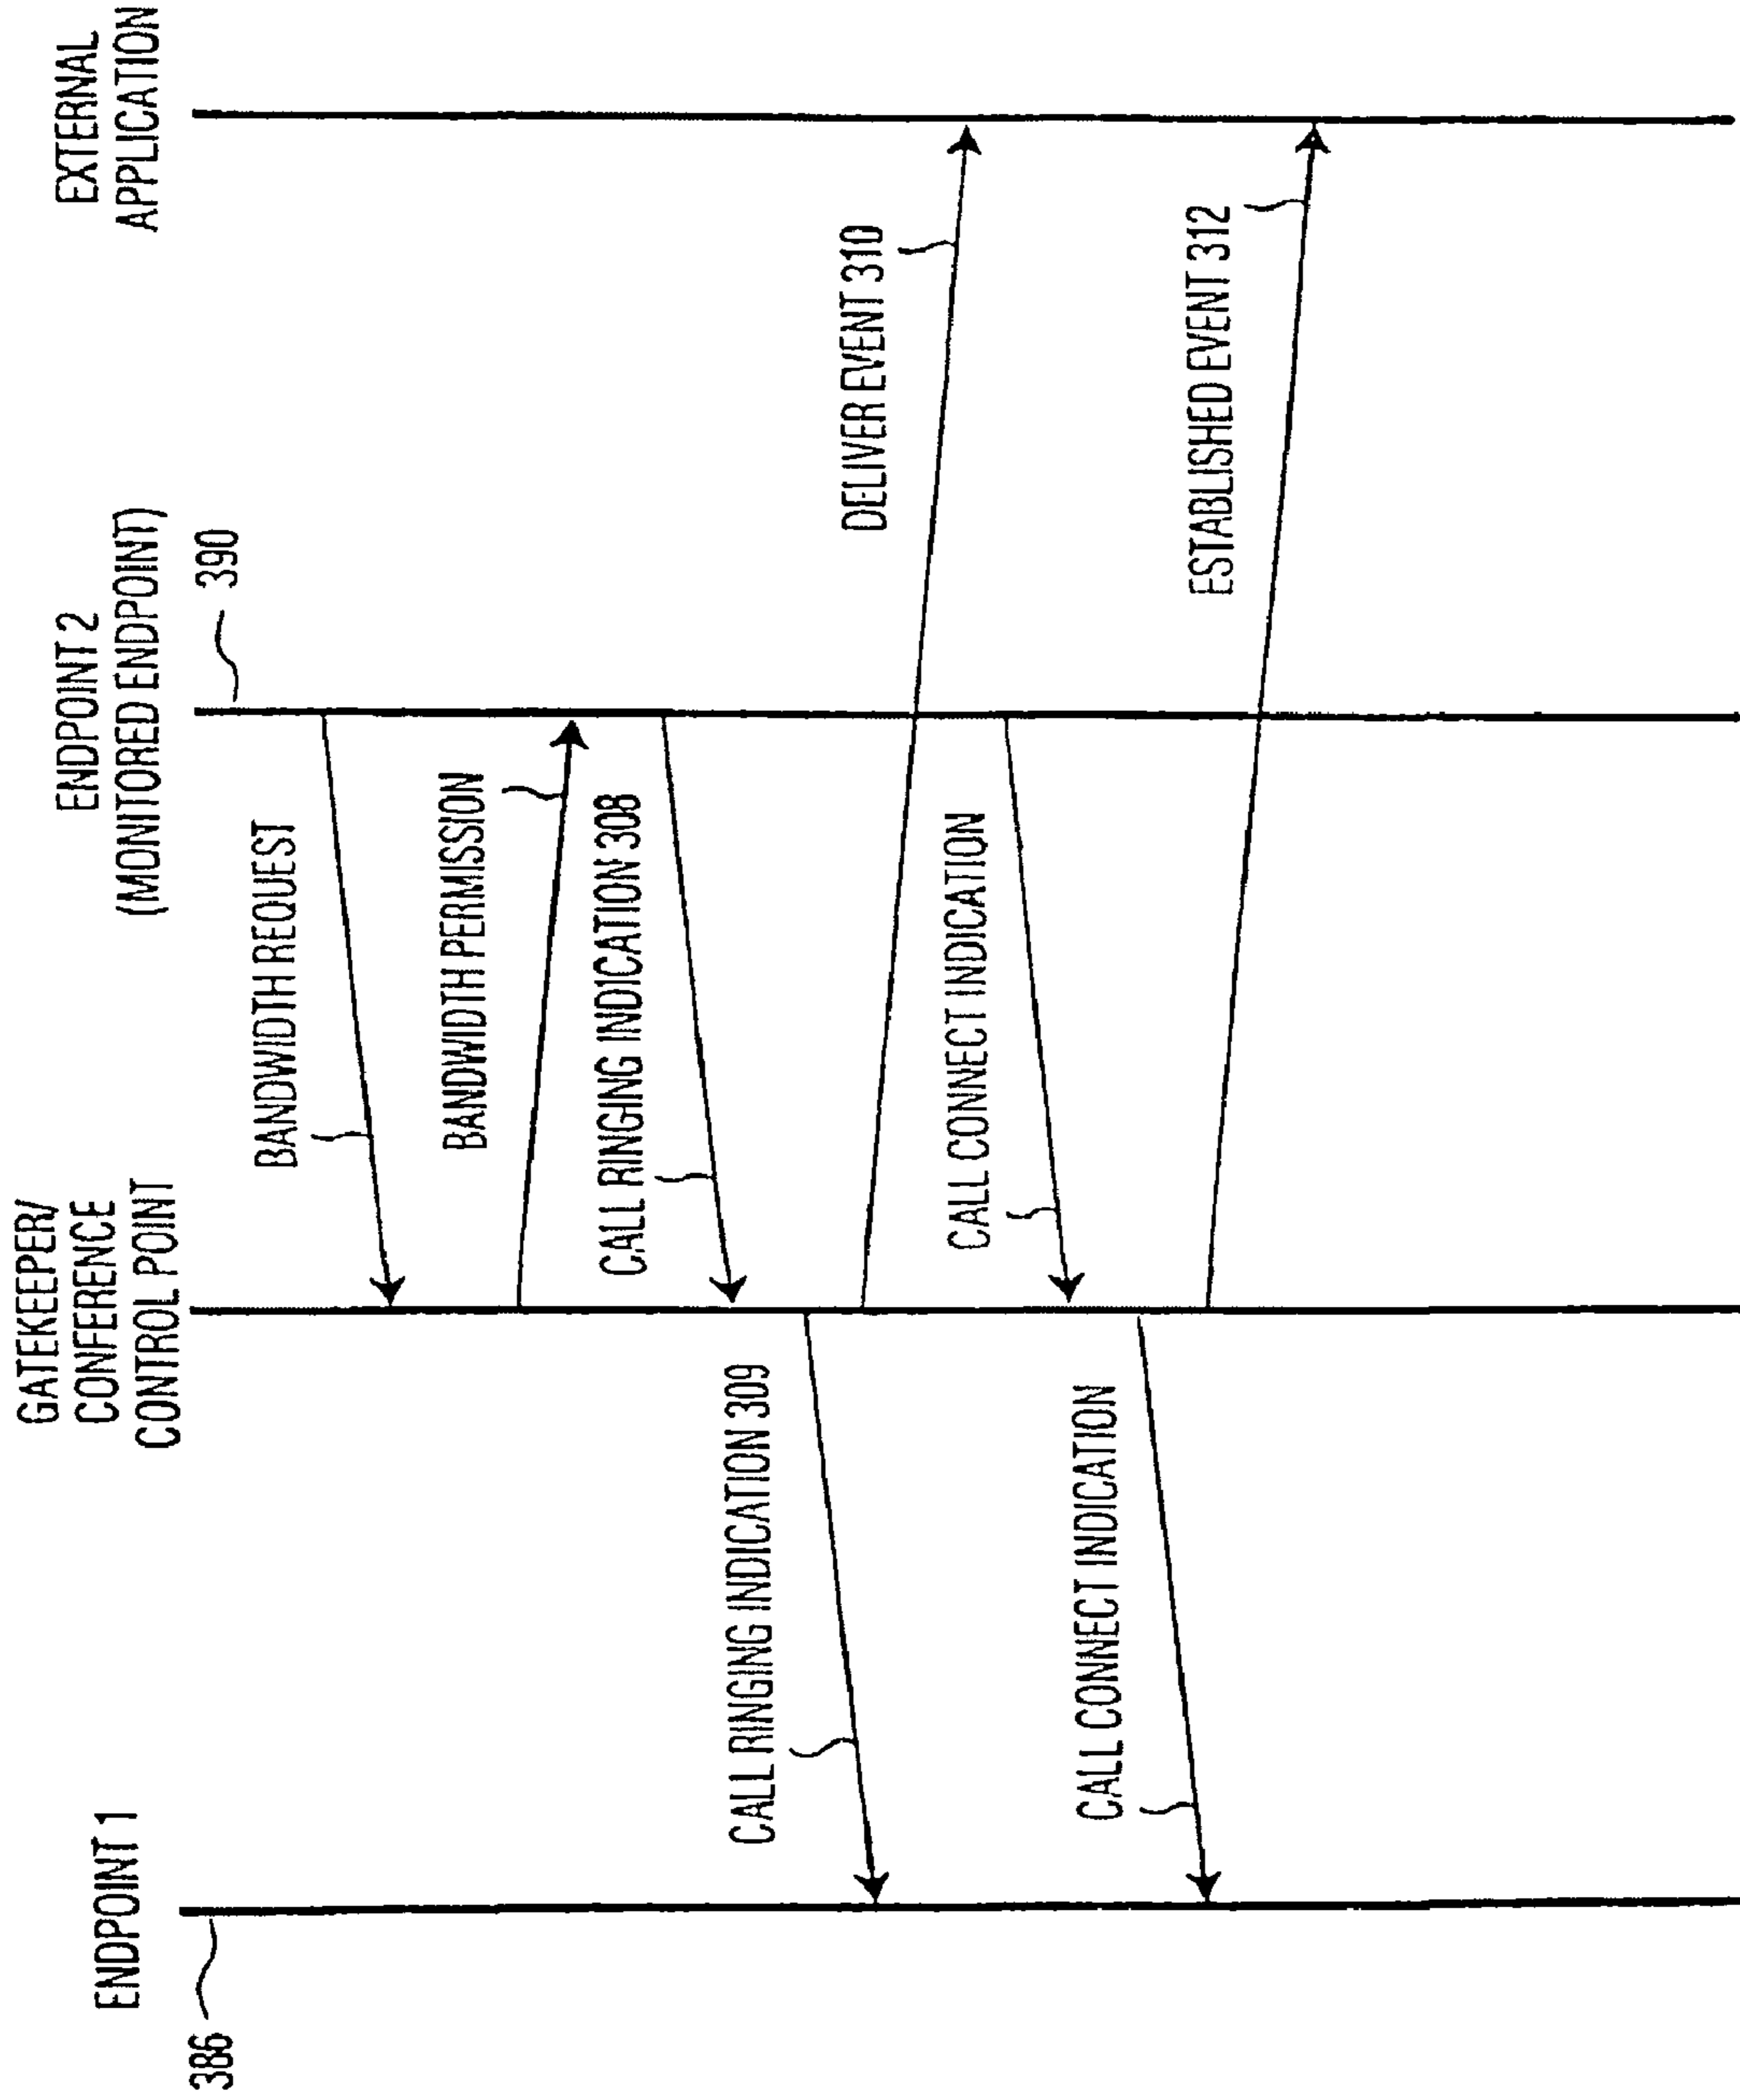 ENDPOINT 1
386
GATEKEEPER/
CONFERENCE
CONTROL POINT
ENDPOINT 2
(MONITORED ENDPOINT)
390
EXTERNAL
APPLICATION
BANDWIDTH REQUEST
BANDWIDTH PERMISSION
CALL RINGING INDICATION 308
CALL RINGING INDICATION 309
DELIVER EVENT 310
CALL CONNECT INDICATION
CALL CONNECT INDICATION
ESTABLISHED EVENT 312